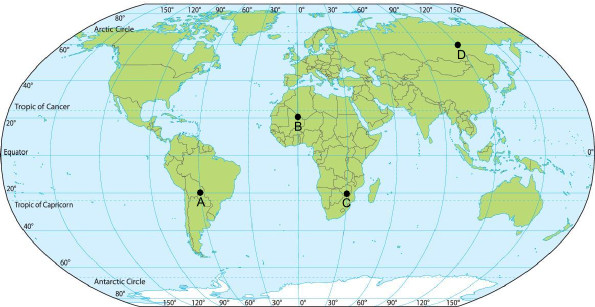 150° 120° 90° 60° 30° 0° 30° 60° 90° 120° 150°
80°
Arctic Circle
60°
D
40°
Tropic of Cancer
20°
B
Equator
0°
20°
A
C
Tropic of Capricorn
40°
60°
Antarctic Circle
80°
150° 120° 90° 60° 30° 0° 30° 60° 90° 120° 150°